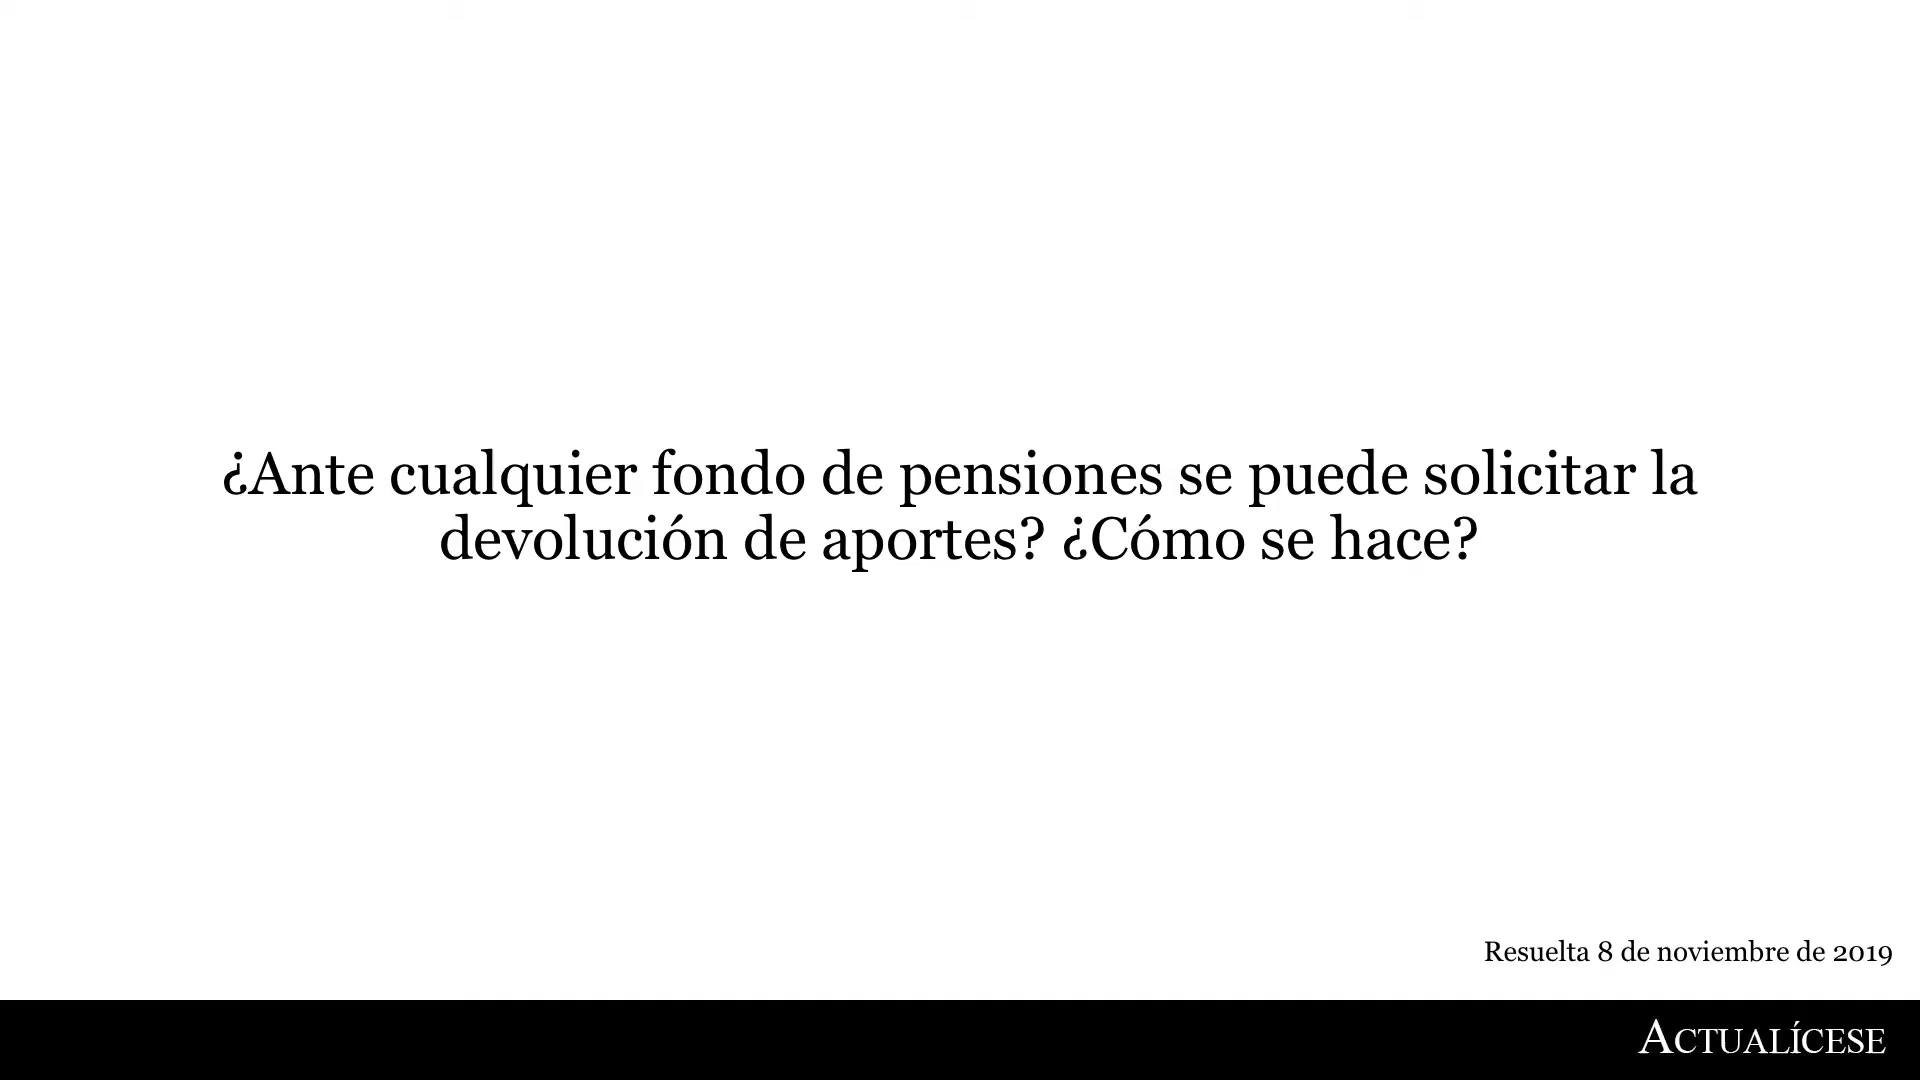 ¿Ante cualquier fondo de pensiones se puede solicitar la
devolución de aportes? ¿Cómo se hace?
Resuelta 8 de noviembre de 2019
ACTUALÍCESE